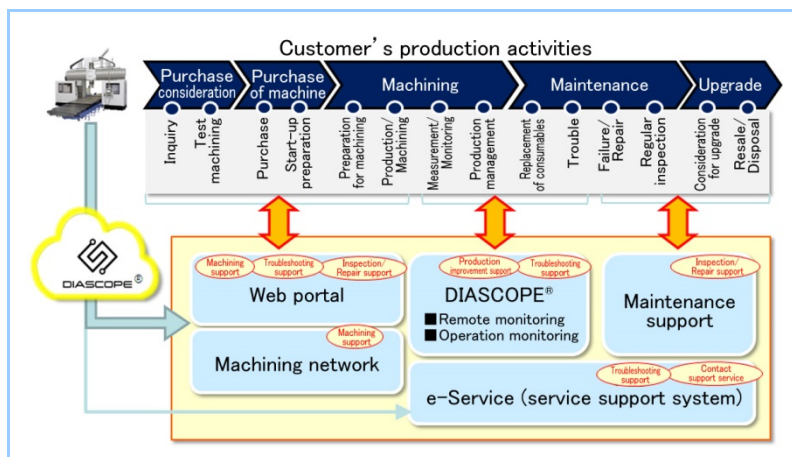 Customer's production activities
Purchase
consideration
Purchase
of machine
Machining
Maintenance
Upgrade
Inquiry
Test
machining
Purchase
Start-up
preparation
Preparation
for machining
Production/
Machining
Measurement/
Monitoring
Production
management
Replacement
of consumables
Trouble
Failure/
Repair
Regular
inspection
Consideration
for upgrade
Resale/
Disposal
DIASCOPE®
Machining
support
Troubleshooting
support
Inspection/
Repair support
Web portal
Machining
support
Machining network
Production
improvement support
Troubleshooting
support
DIASCOPE®
■Remote monitoring
■Operation monitoring
Inspection/
Repair support
Maintenance
support
Troubleshooting
support
Contact
support service
e-Service (service support system)